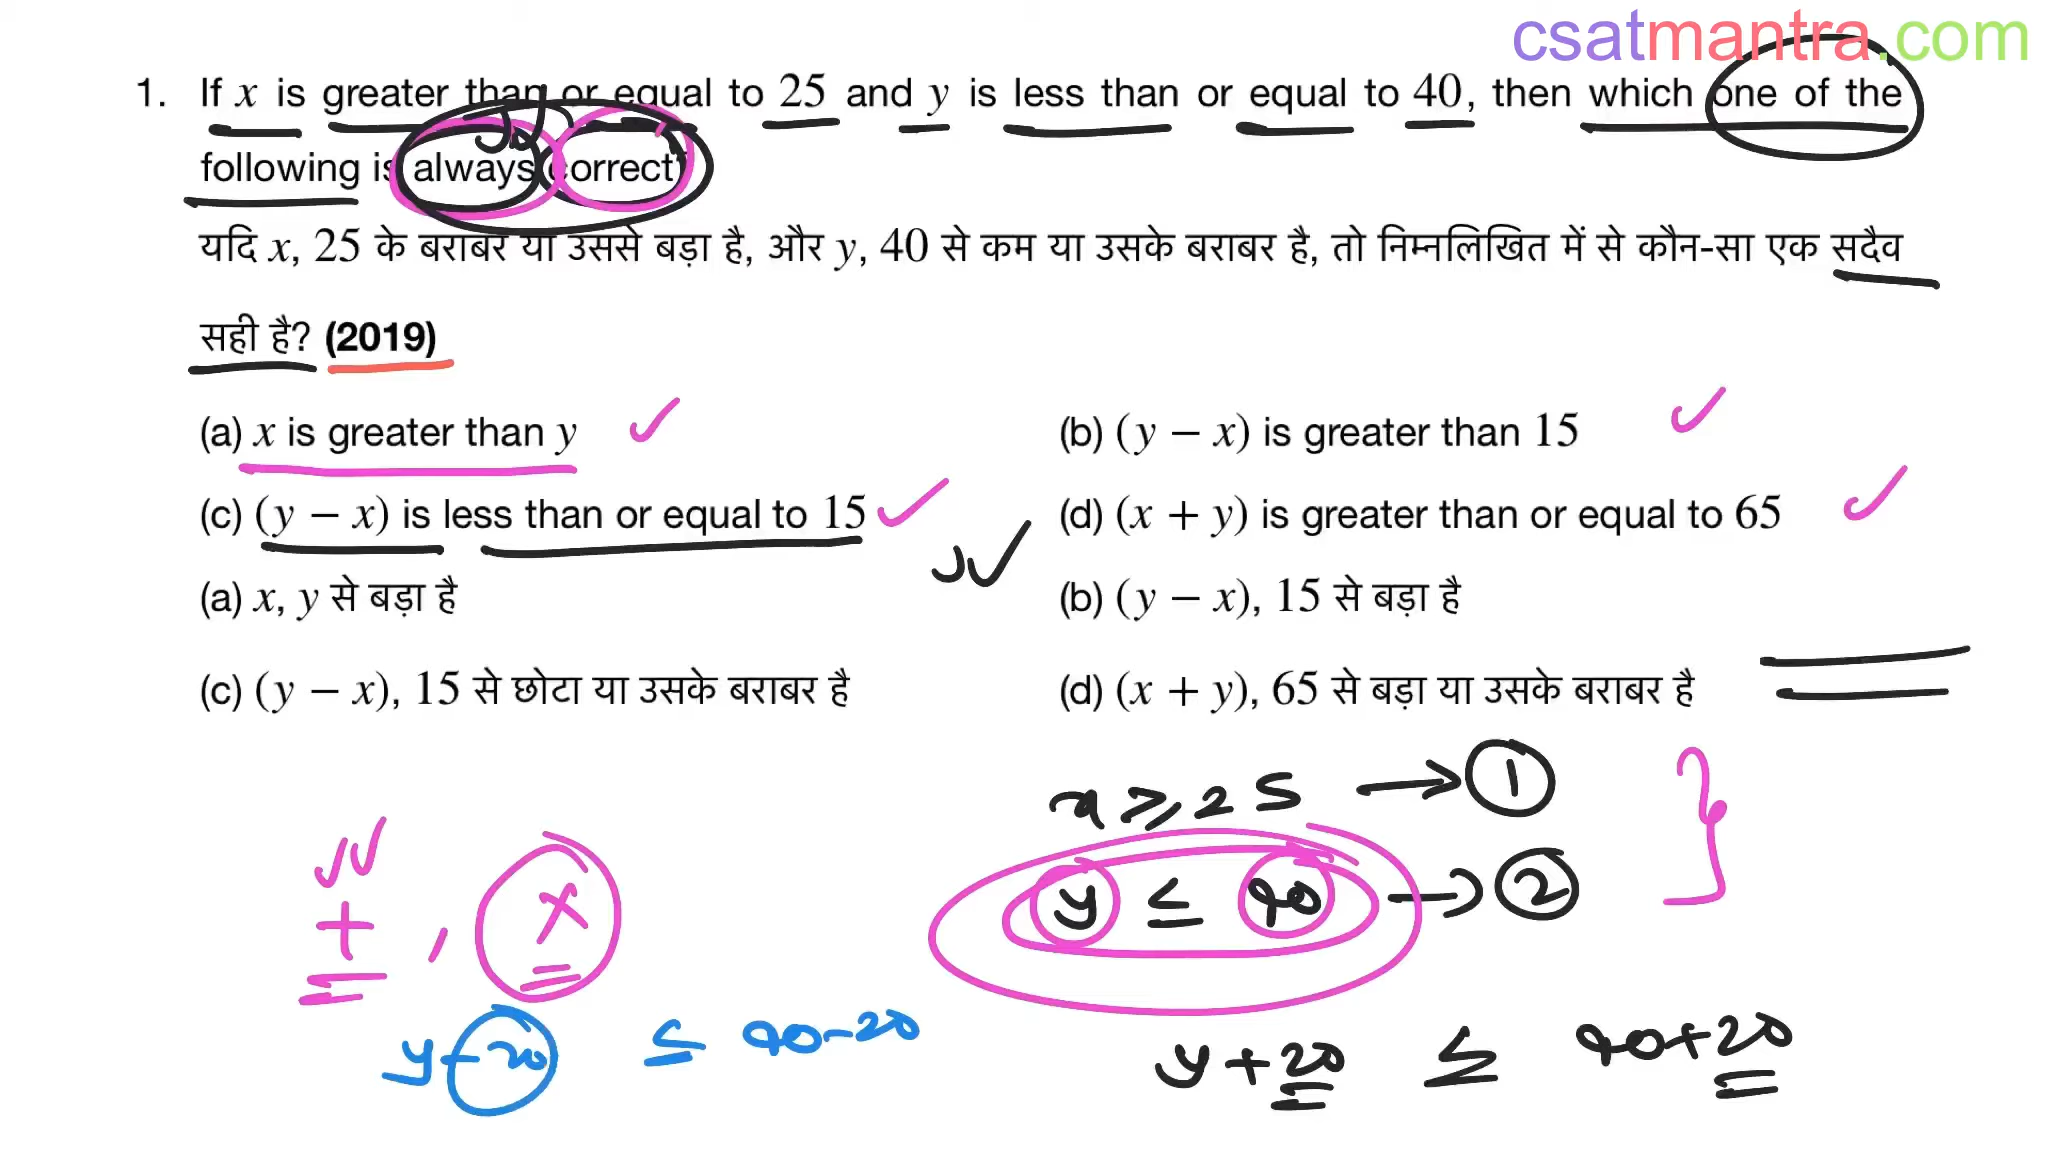 csatmantra.com
1. If x is greater than or equal to 25 and y is less than or equal to 40, then which one of the
following is always correct?
यदि x, 25 के बराबर या उससे बड़ा है, और y, 40 से कम या उसके बराबर है, तो निम्नलिखित में से कौन-सा एक सदैव
सही है? (2019)
(a) x is greater than y (b) (y − x) is greater than 15
(c) (y − x) is less than or equal to 15 (d) (x + y) is greater than or equal to 65
(a) x, y से बड़ा है (b) (y − x), 15 से बड़ा है
(c) (y − x), 15 से छोटा या उसके बराबर है (d) (x + y), 65 से बड़ा या उसके बराबर है
x ≥ 25 → 1
+ , × y ≤ 40 → 2
y − 20 ≤ 40 − 20
y + 20 ≤ 40 + 20